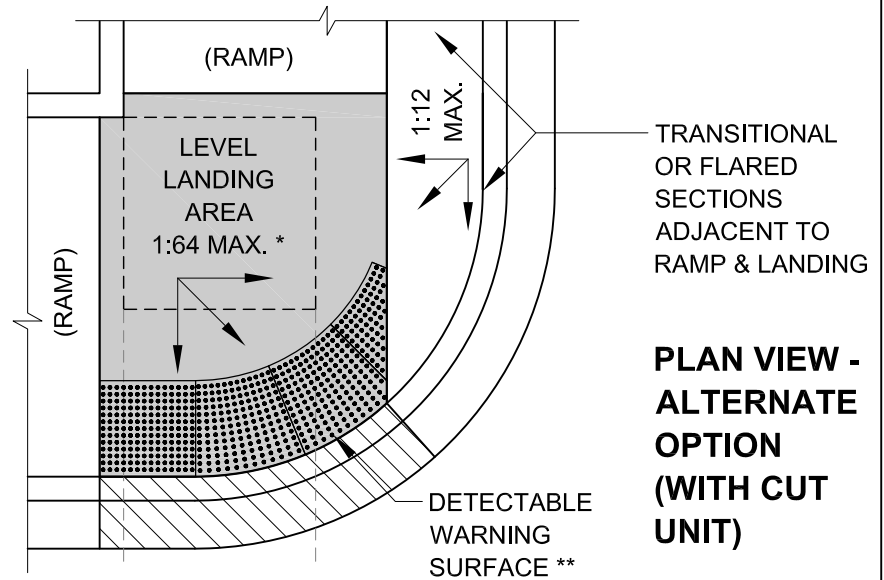 (RAMP)
1:12
MAX.
LEVEL
LANDING
AREA
1:64 MAX. *
(RAMP)
TRANSITIONAL
OR FLARED
SECTIONS
ADJACENT TO
RAMP & LANDING
PLAN VIEW -
ALTERNATE
OPTION
(WITH CUT
UNIT)
DETECTABLE
WARNING
SURFACE **